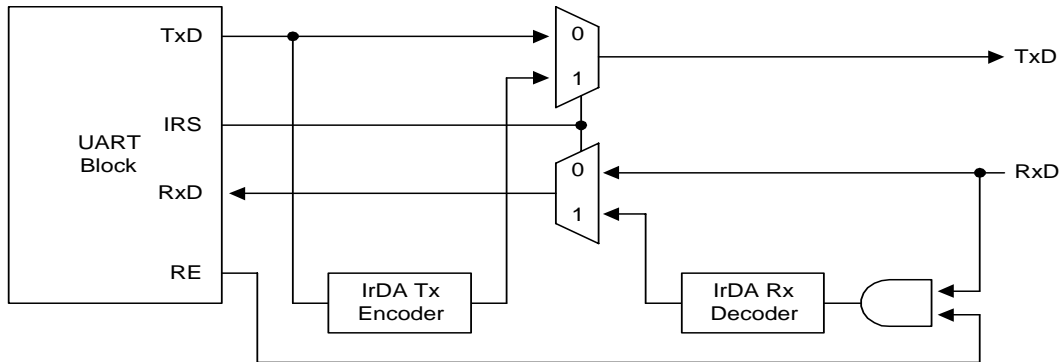 TxD
0
TxD
1
UART
Block
IRS
0
RxD
RxD
1
RE
IrDA Tx
Encoder
IrDA Rx
Decoder